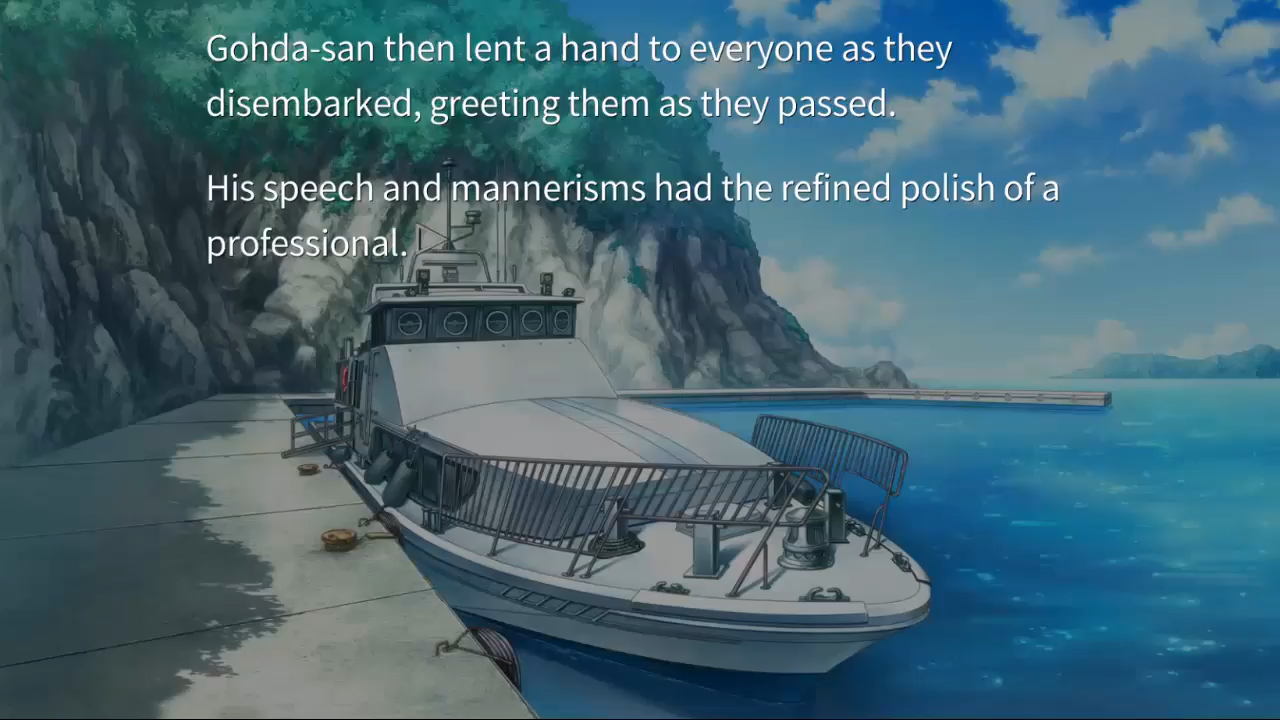 Gohda-san then lent a hand to everyone as they
disembarked, greeting them as they passed.
His speech and mannerisms had the refined polish of a
professional.